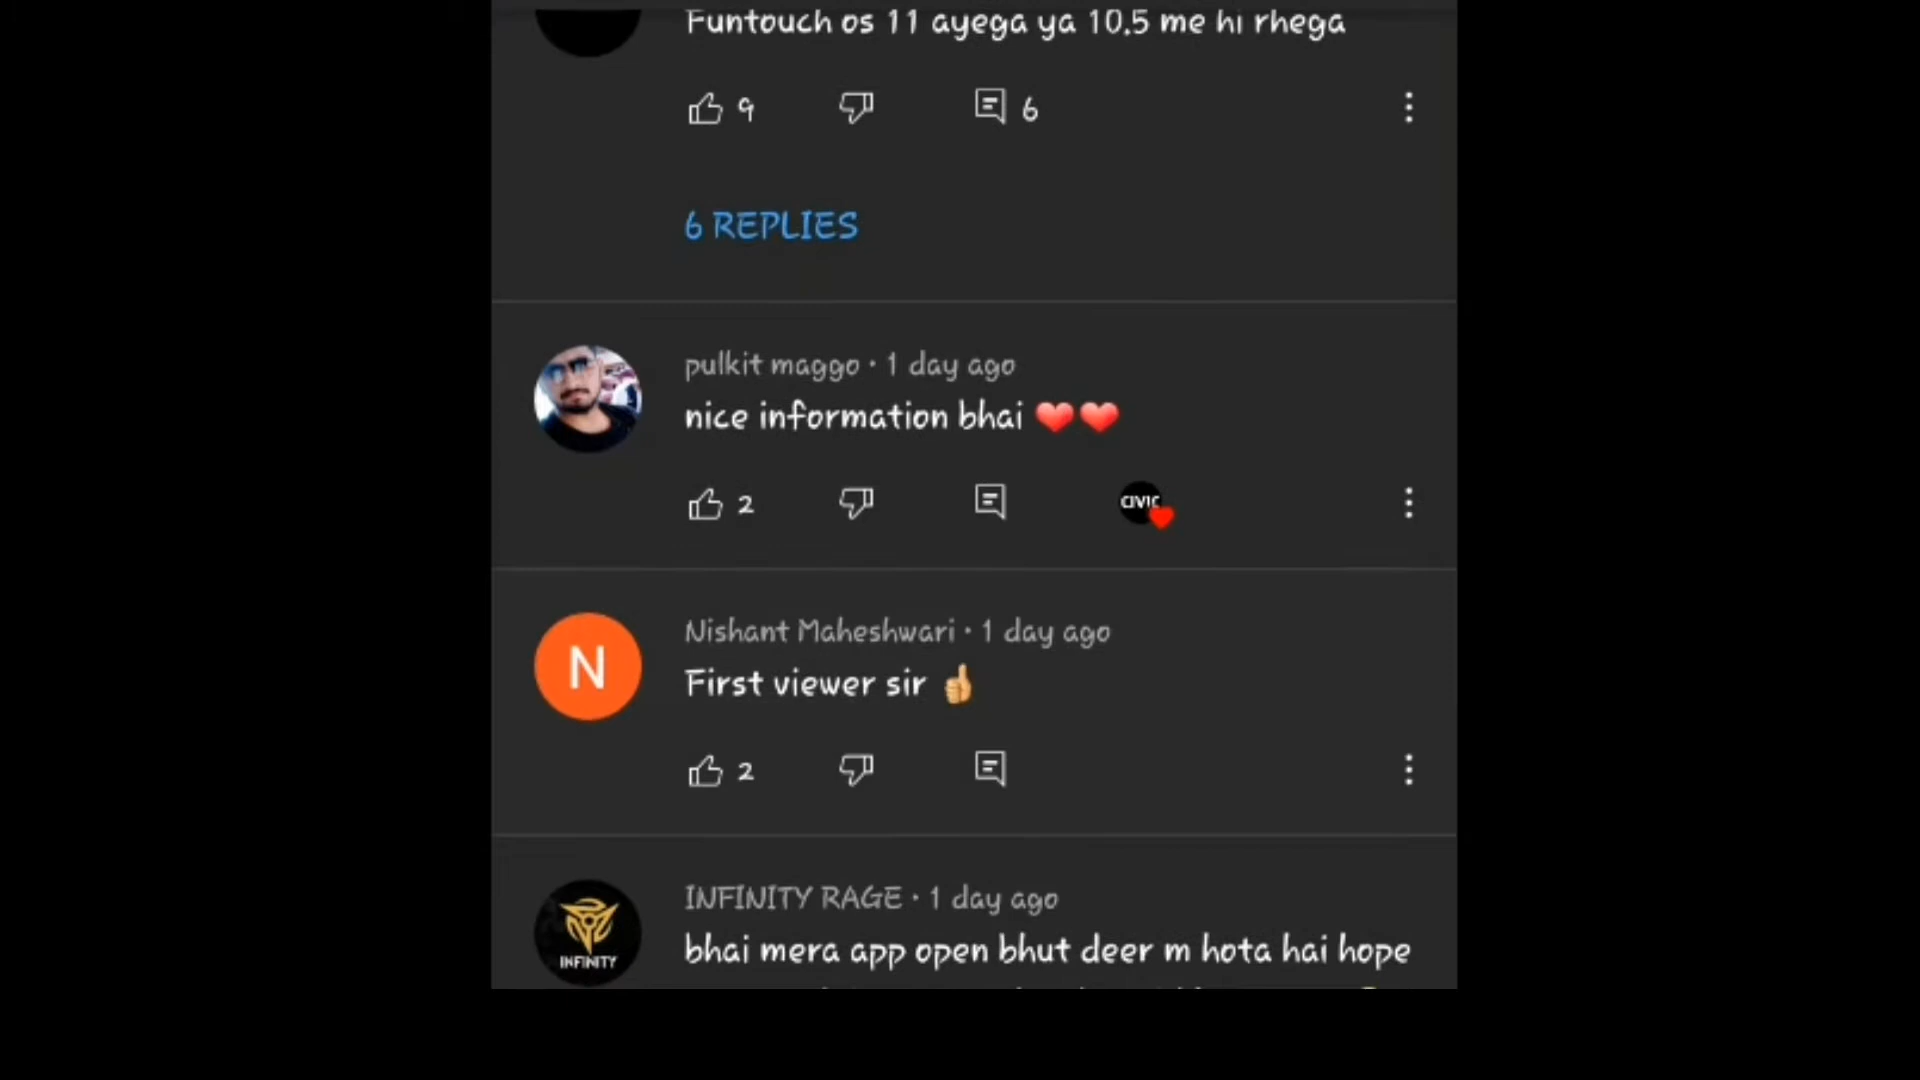 Funtouch os 11 ayega ya 10.5 me hi rhega
9
6
6 REPLIES
pulkit maggo • 1 day ago
nice information bhai ❤️❤️
2
CIVIC
N
Nishant Maheshwari • 1 day ago
First viewer sir 👍
2
INFINITY
INFINITY RAGE • 1 day ago
bhai mera app open bhut deer m hota hai hope